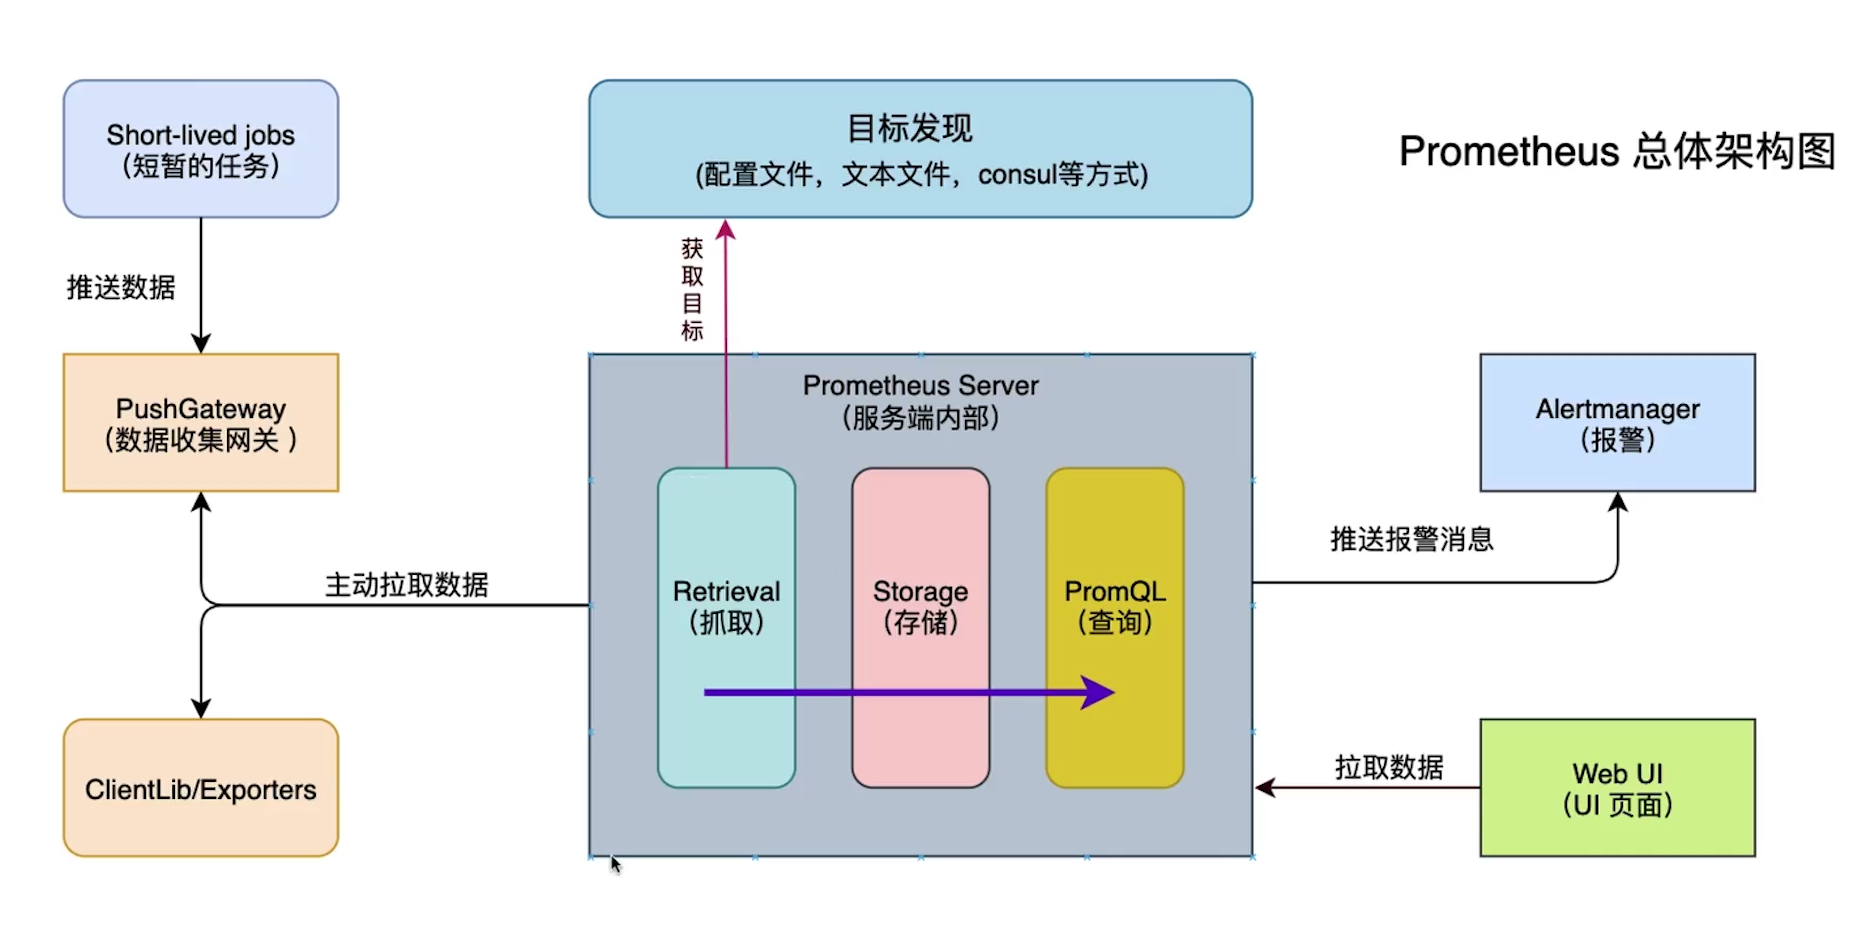 Prometheus 总体架构图
Short-lived jobs
（短暂的任务）
目标发现
(配置文件，文本文件，consul等方式)
推送数据
获
取
目
标
PushGateway
（数据收集网关 ）
Prometheus Server
（服务端内部）
Alertmanager
（报警）
推送报警消息
主动拉取数据
Retrieval
（抓取）
Storage
（存储）
PromQL
（查询）
ClientLib/Exporters
拉取数据
Web UI
（UI 页面）